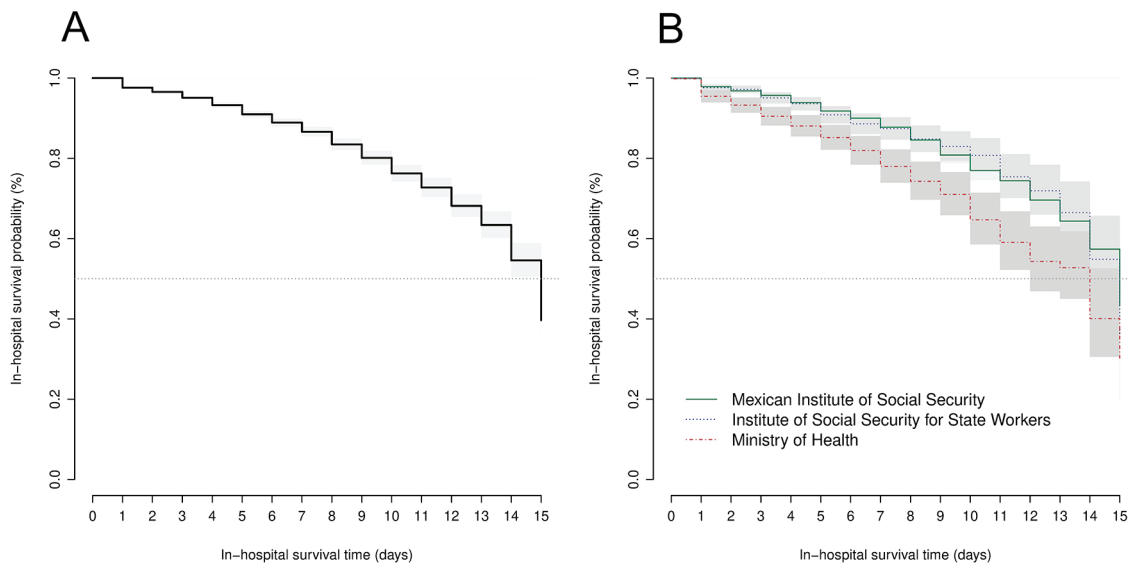 A
In−hospital survival probability (%)
1.0
0.8
0.6
0.4
0.2
0.0
0 1 2 3 4 5 6 7 8 9 10 11 12 13 14 15
In−hospital survival time (days)
B
In−hospital survival probability (%)
1.0
0.8
0.6
0.4
0.2
0.0
Mexican Institute of Social Security
Institute of Social Security for State Workers
Ministry of Health
0 1 2 3 4 5 6 7 8 9 10 11 12 13 14 15
In−hospital survival time (days)